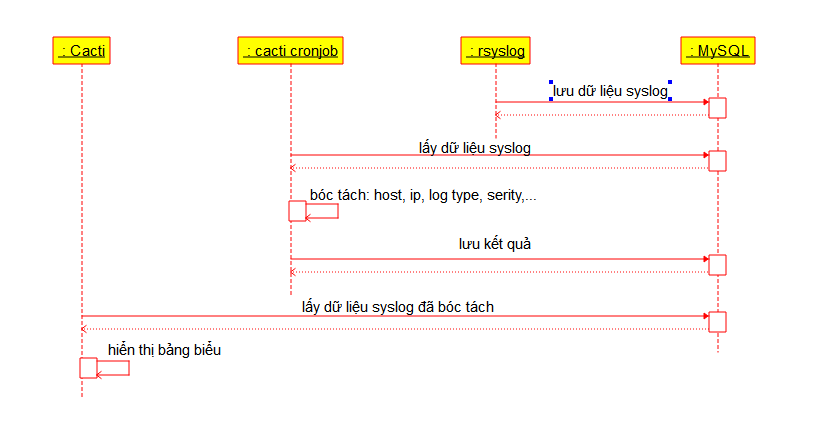 : Cacti
: cacti cronjob
: rsyslog
: MySQL
lưu dữ liệu syslog
lấy dữ liệu syslog
bóc tách: host, ip, log type, serity,...
lưu kết quả
lấy dữ liệu syslog đã bóc tách
hiển thị bảng biểu